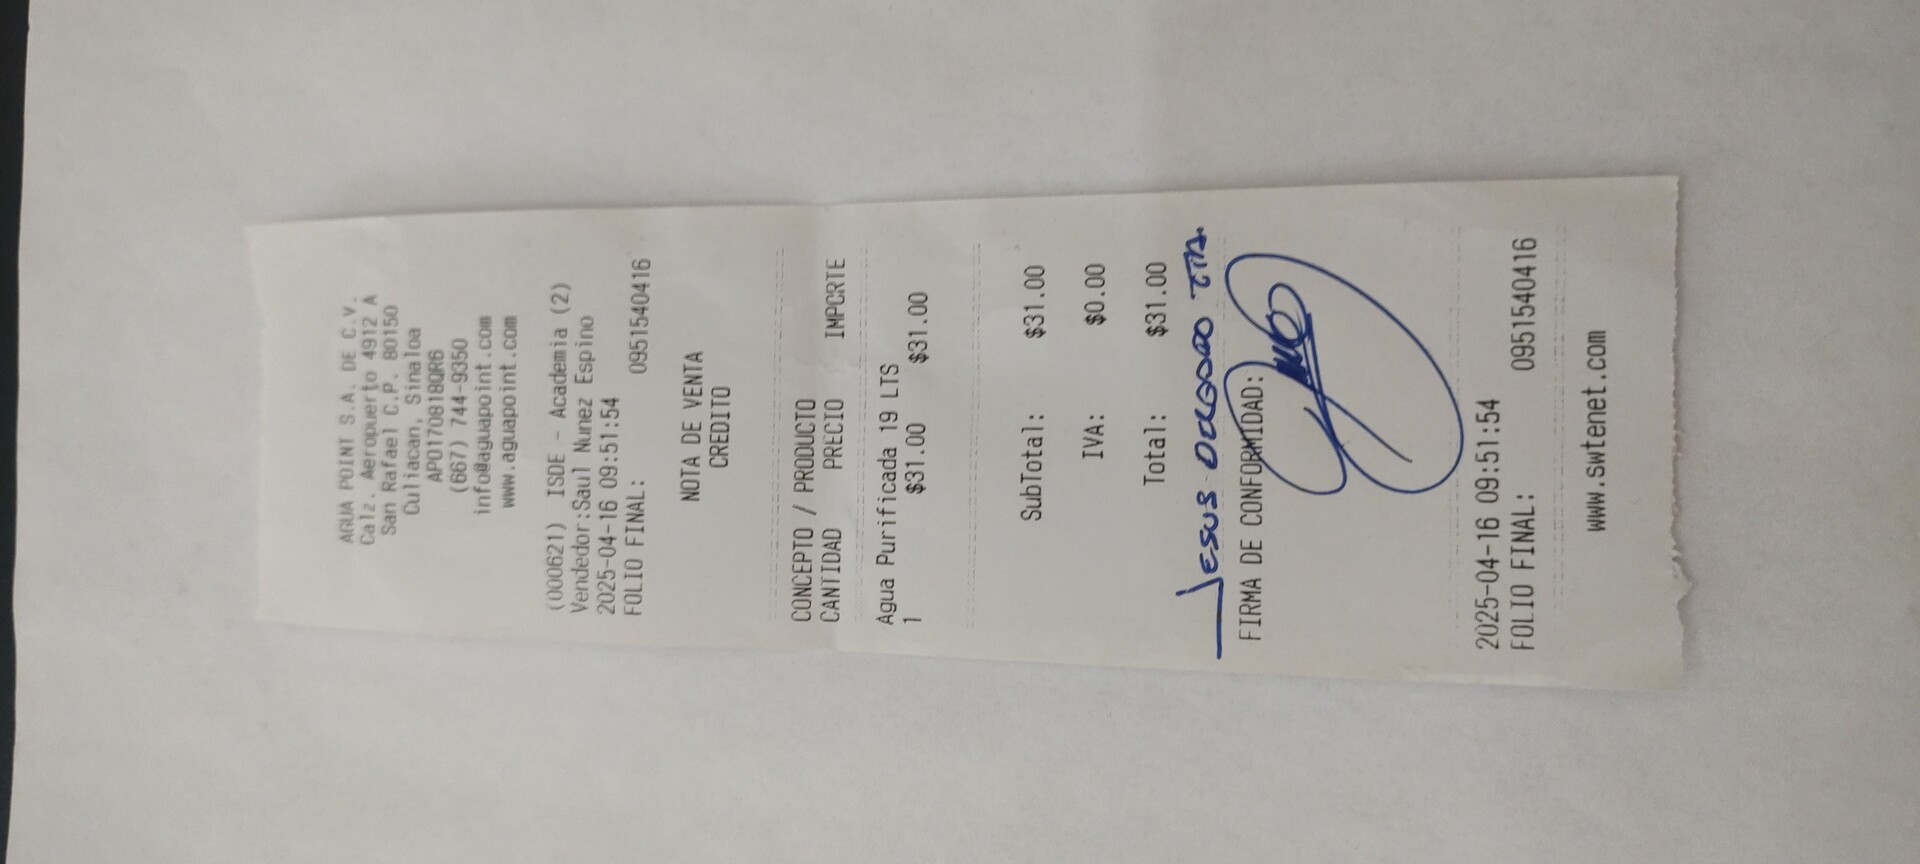 AGUA POINT S.A. DE C.V.
Calz. Aeropuerto 4912 A
San Rafael C.P. 80150
Culiacan, Sinaloa
APO170818QR6
(667) 744-9350
info@aguapoint.com
www.aguapoint.com
(000621) ISDE - Academia (2)
Vendedor:Saul Nunez Espino
2025-04-16 09:51:54
FOLIO FINAL: 0951540416
NOTA DE VENTA
CREDITO
CONCEPTO / PRODUCTO
CANTIDAD PRECIO IMPORTE
Agua Purificada 19 LTS
1 $31.00 $31.00
SubTotal: $31.00
IVA: $0.00
Total: $31.00
JESUS
FIRMA DE CONFORMIDAD:
2025-04-16 09:51:54
FOLIO FINAL: 0951540416
www.swtenet.com